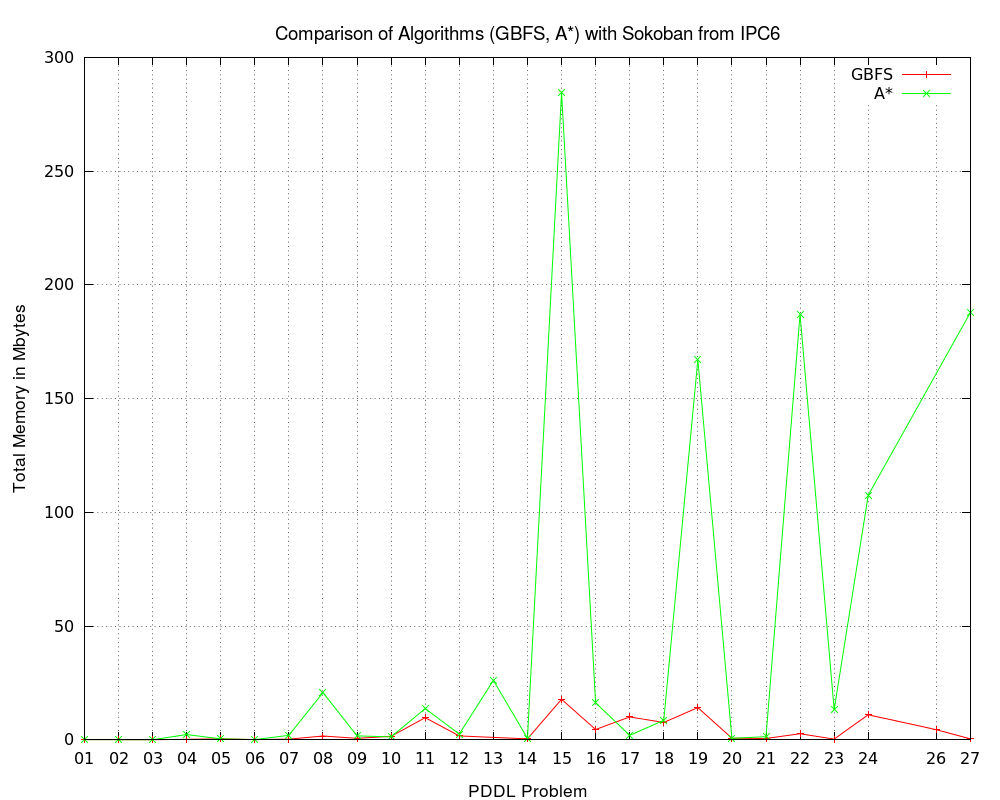 Comparison of Algorithms (GBFS, A*) with Sokoban from IPC6
300
250
200
150
100
50
0
Total Memory in Mbytes
GBFS
A*
01 02 03 04 05 06 07 08 09 10 11 12 13 14 15 16 17 18 19 20 21 22 23 24 26 27
PDDL Problem